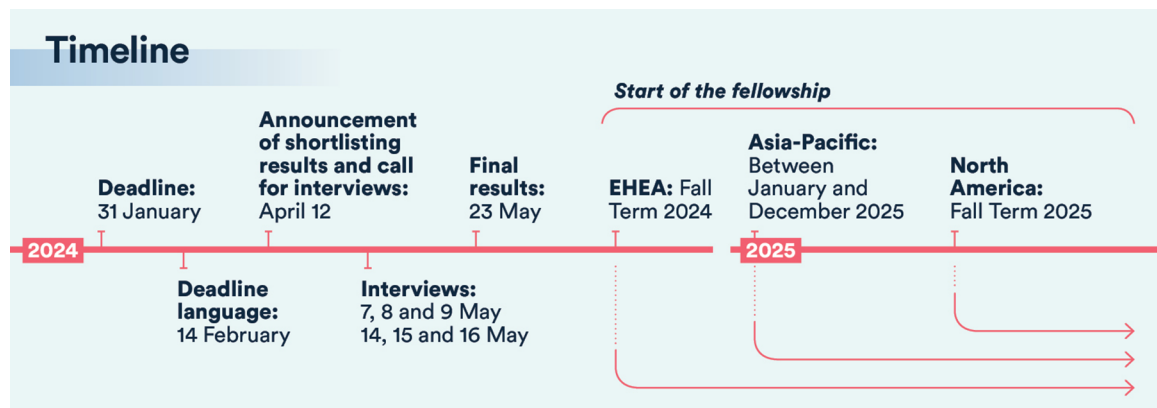 Timeline
Start of the fellowship
Announcement
of shortlisting
results and call
for interviews:
April 12
Deadline:
31 January
Final
results:
23 May
EHEA: Fall
Term 2024
Asia-Pacific:
Between
January and
December 2025
North
America:
Fall Term 2025
2024
2025
Deadline
language:
14 February
Interviews:
7, 8 and 9 May
14, 15 and 16 May